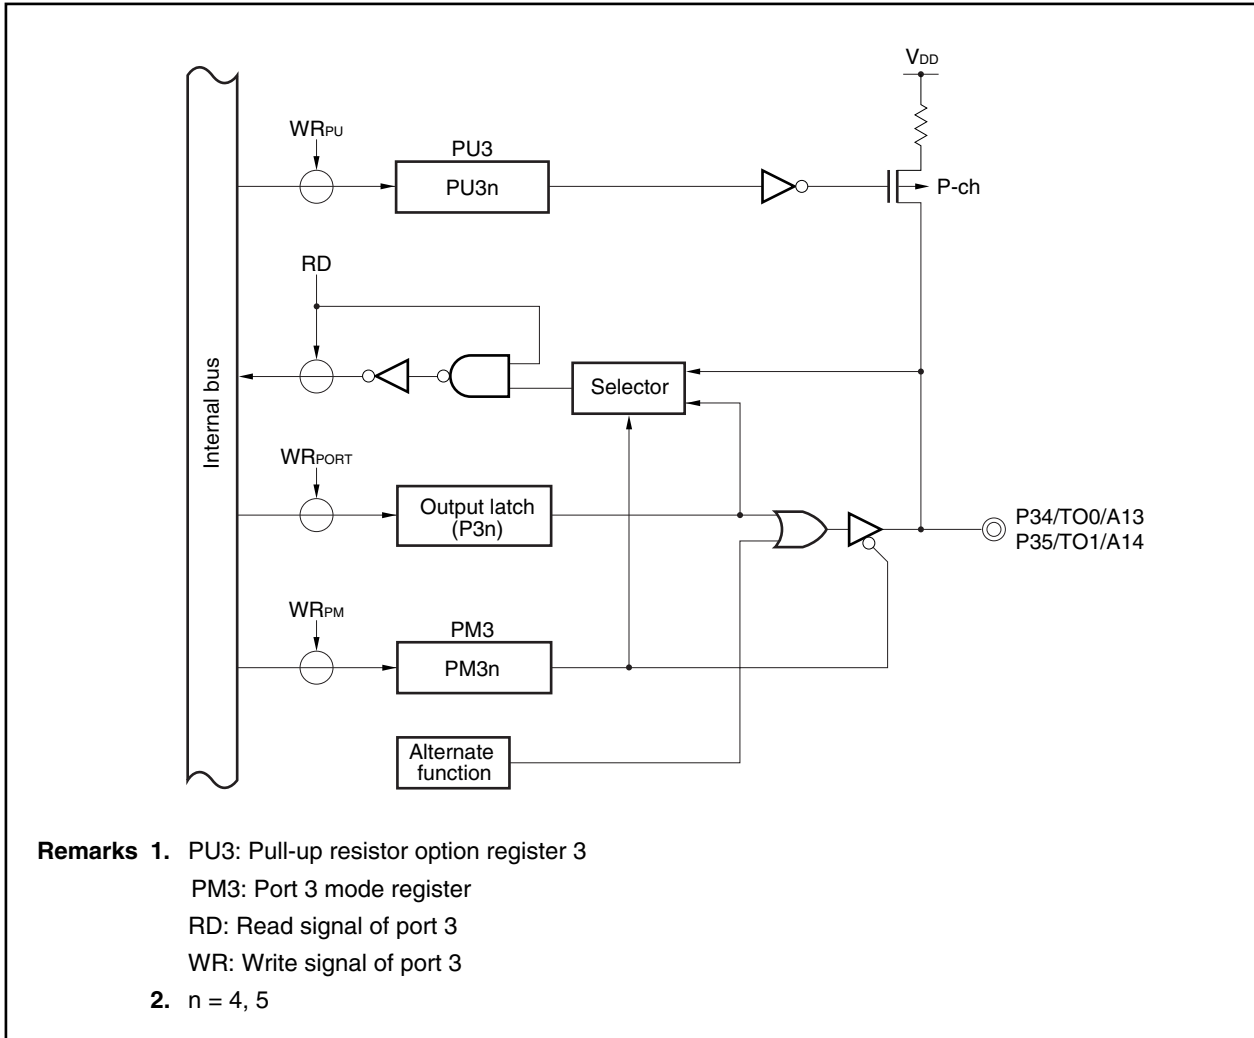 VDD
WRPU
PU3
PU3n
P-ch
RD
Internal bus
Selector
WRPORT
Output latch
(P3n)
P34/TO0/A13
P35/TO1/A14
WRPM
PM3
PM3n
Alternate
function
Remarks 1. PU3: Pull-up resistor option register 3
PM3: Port 3 mode register
RD: Read signal of port 3
WR: Write signal of port 3
2. n = 4, 5